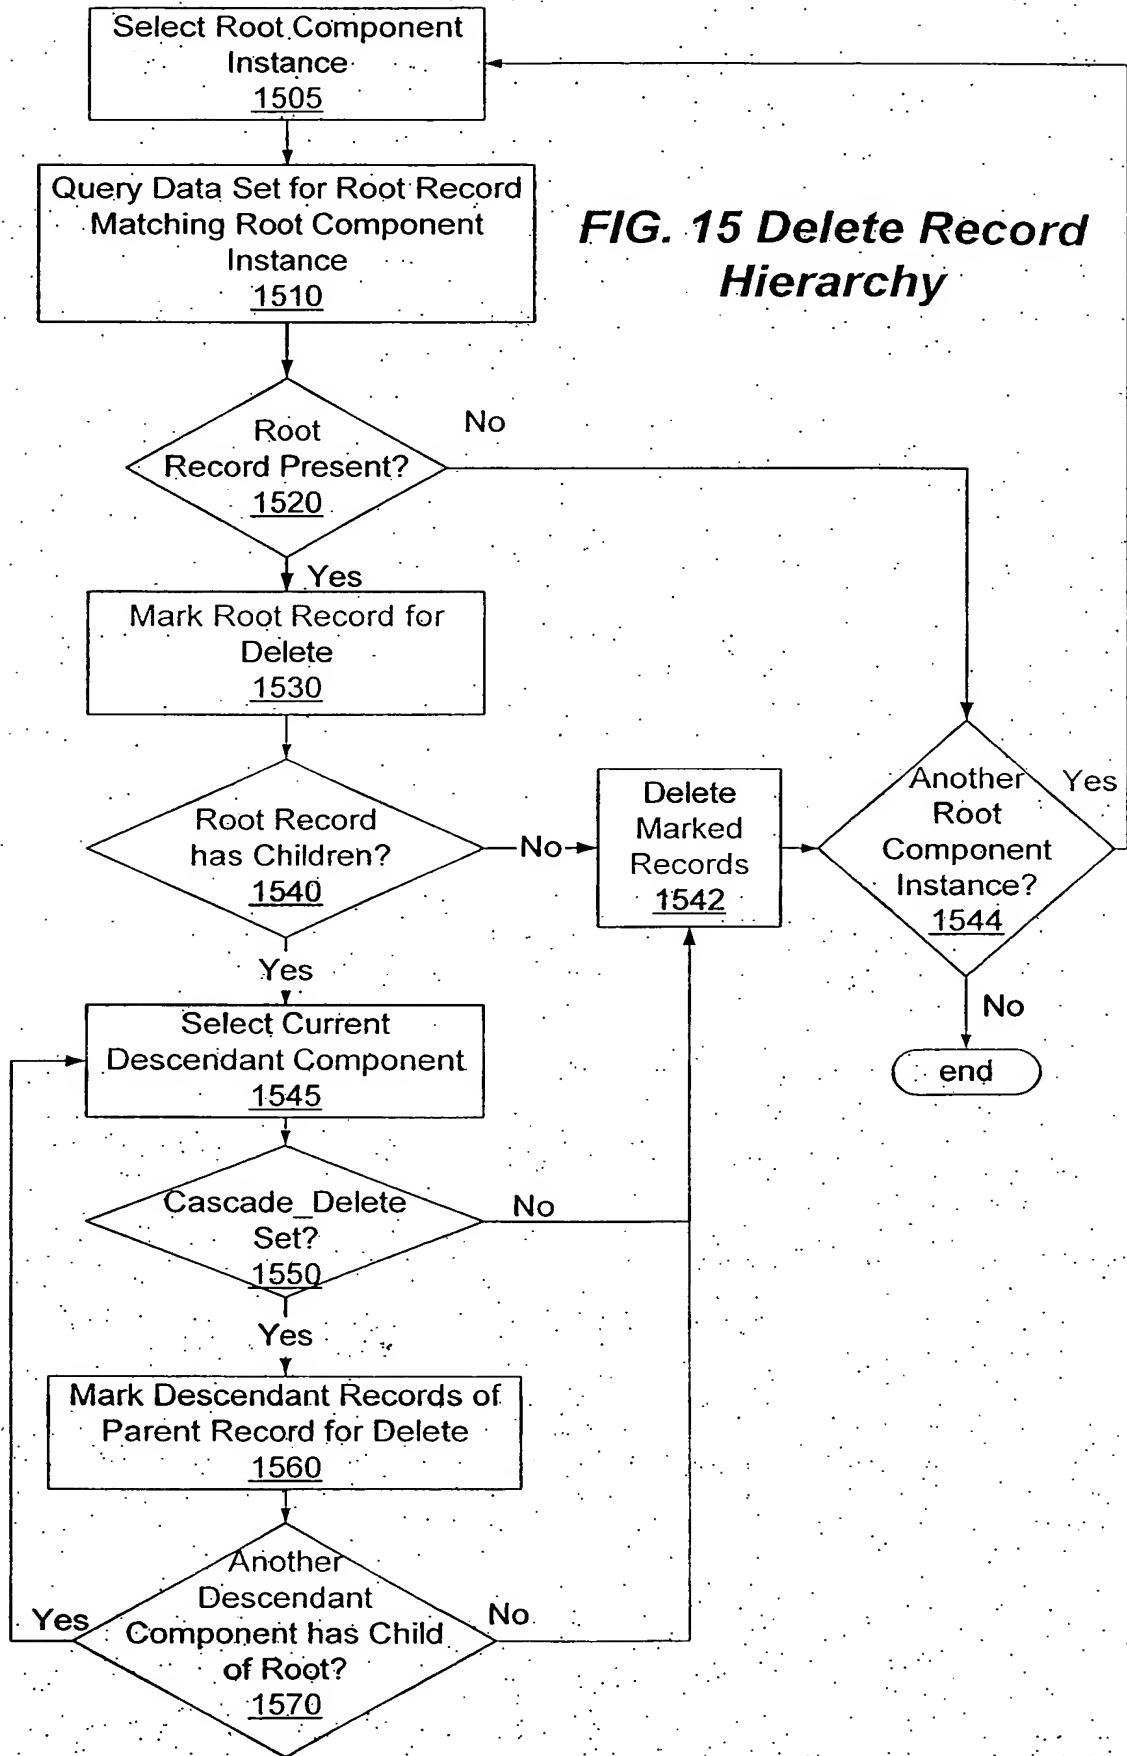 Select Root Component
Instance
1505
Query Data Set for Root Record
Matching Root Component
Instance
1510
FIG. 15 Delete Record
Hierarchy
Root
Record Present?
1520
No
Yes
Mark Root Record for
Delete
1530
Root Record
has Children?
1540
No
Delete
Marked
Records
1542
Another
Root
Component
Instance?
1544
Yes
No
end
Yes
Select Current
Descendant Component
1545
Cascade_Delete
Set?
1550
No
Yes
Mark Descendant Records of
Parent Record for Delete
1560
Another
Descendant
Component has Child
of Root?
1570
Yes
No